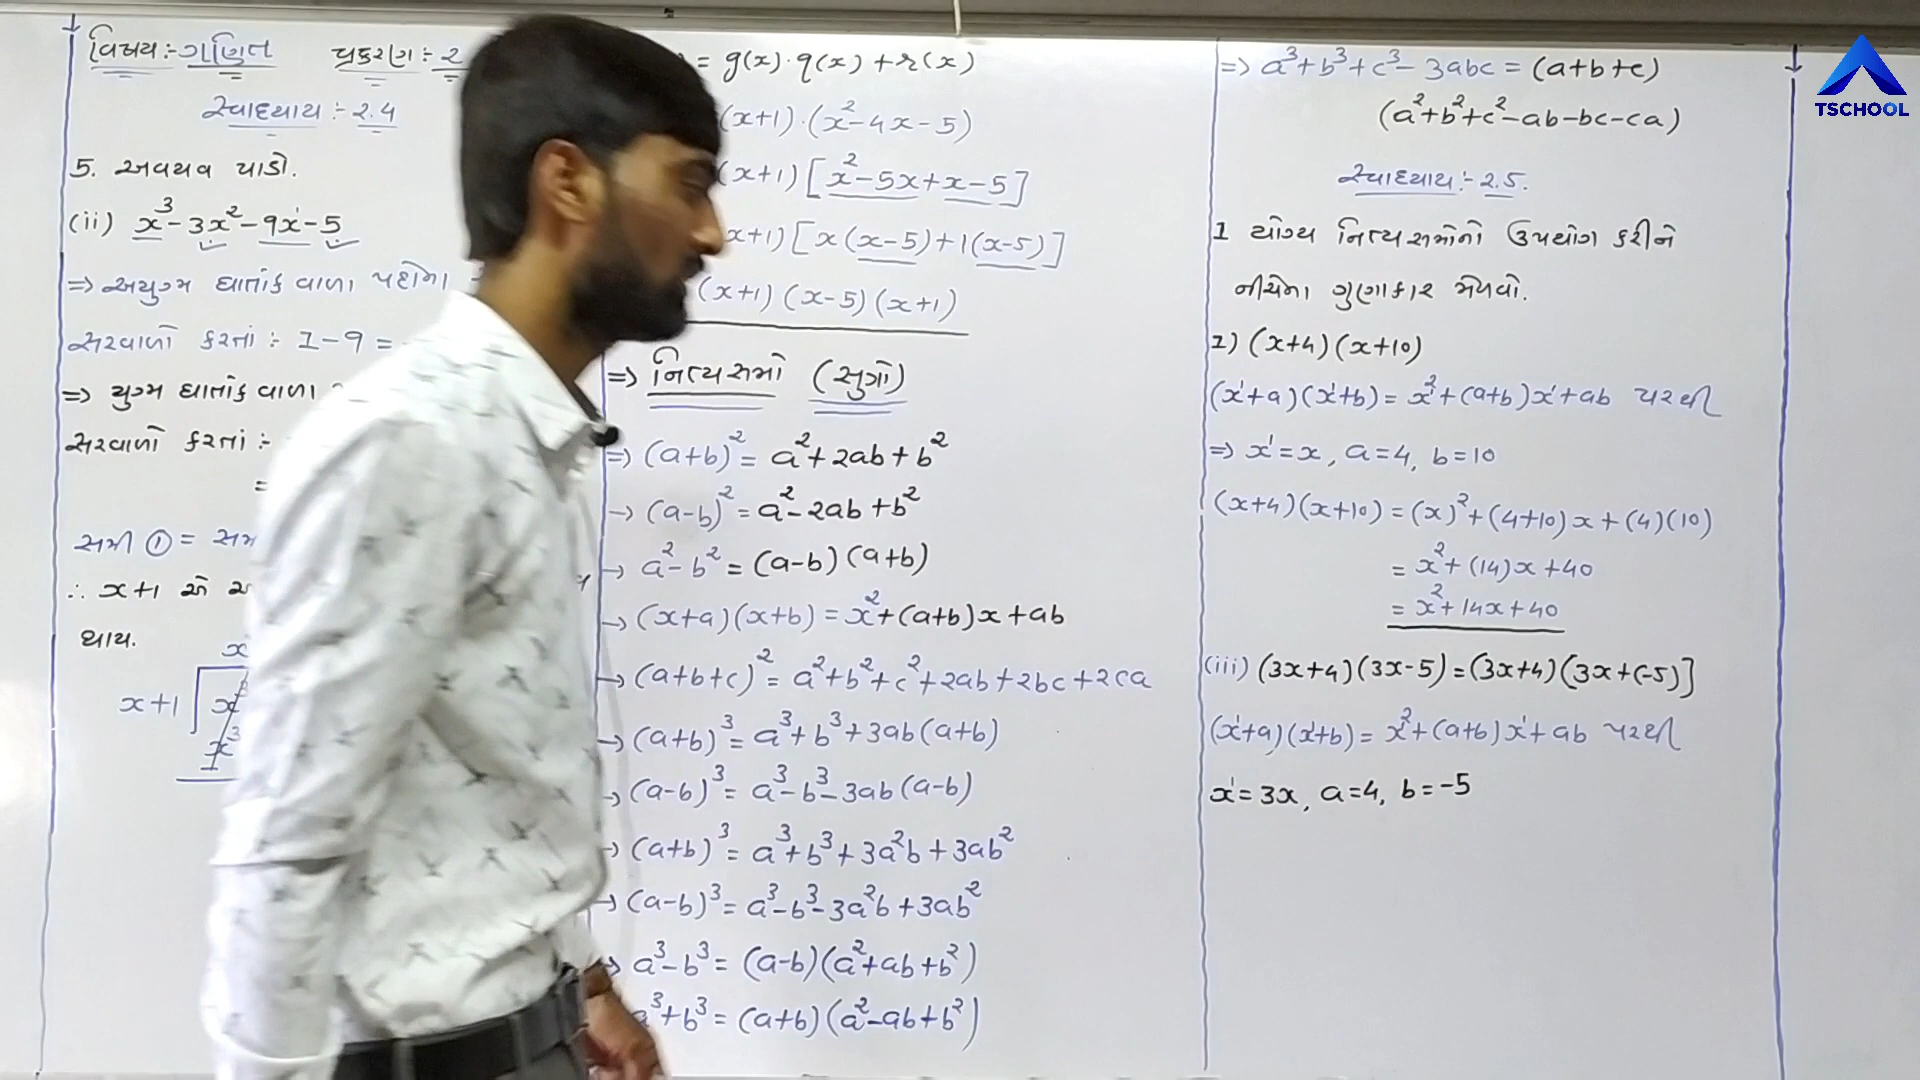 વિષય:- ગણિત પ્રકરણ:- ૨
સ્વાધ્યાય:- ૨.4
5. અવયવ પાડો.
(ii) x³-3x²-9x-5
=> અયુગ્મ ઘાતાંક વાળા પદોના
સરવાળો કરતાં: 1-9 =
=> યુગ્મ ઘાતાંક વાળા
સરવાળો કરતાં:-
=
સમી ① =
∴ x+1 એ
થાય.
x+1
= g(x)·q(x)+r(x)
(x+1)·(x²-4x-5)
(x+1)[x²-5x+x-5]
x+1)[x(x-5)+1(x-5)]
(x+1)(x-5)(x+1)
=> નિત્યસમો (સુત્રો)
=> (a+b)² = a²+2ab+b²
→ (a-b)² = a²-2ab+b²
→ a²-b² = (a-b)(a+b)
→ (x+a)(x+b) = x²+(a+b)x+ab
→ (a+b+c)² = a²+b²+c²+2ab+2bc+2ca
→ (a+b)³ = a³+b³+3ab(a+b)
→ (a-b)³ = a³-b³-3ab(a-b)
→ (a+b)³ = a³+b³+3a²b+3ab²
→ (a-b)³ = a³-b³-3a²b+3ab²
→ a³-b³ = (a-b)(a²+ab+b²)
a³+b³ = (a+b)(a²-ab+b²)
=> a³+b³+c³-3abc = (a+b+c)
(a²+b²+c²-ab-bc-ca)
સ્વાધ્યાય:- 2.5.
1 યોગ્ય નિત્યસમોનો ઉપયોગ કરીને
નીચેના ગુણાકાર મેળવો.
1) (x+4)(x+10)
(x'+a)(x'+b) = x²+(a+b)x'+ab પરથી
=> x'=x, a=4, b=10
(x+4)(x+10) = (x)²+(4+10)x+(4)(10)
= x²+(14)x+40
= x²+14x+40
(iii) (3x+4)(3x-5) = (3x+4)(3x+(-5)]
(x'+a)(x'+b) = x²+(a+b)x'+ab પરથી
x'=3x, a=4, b=-5
TSCHOOL